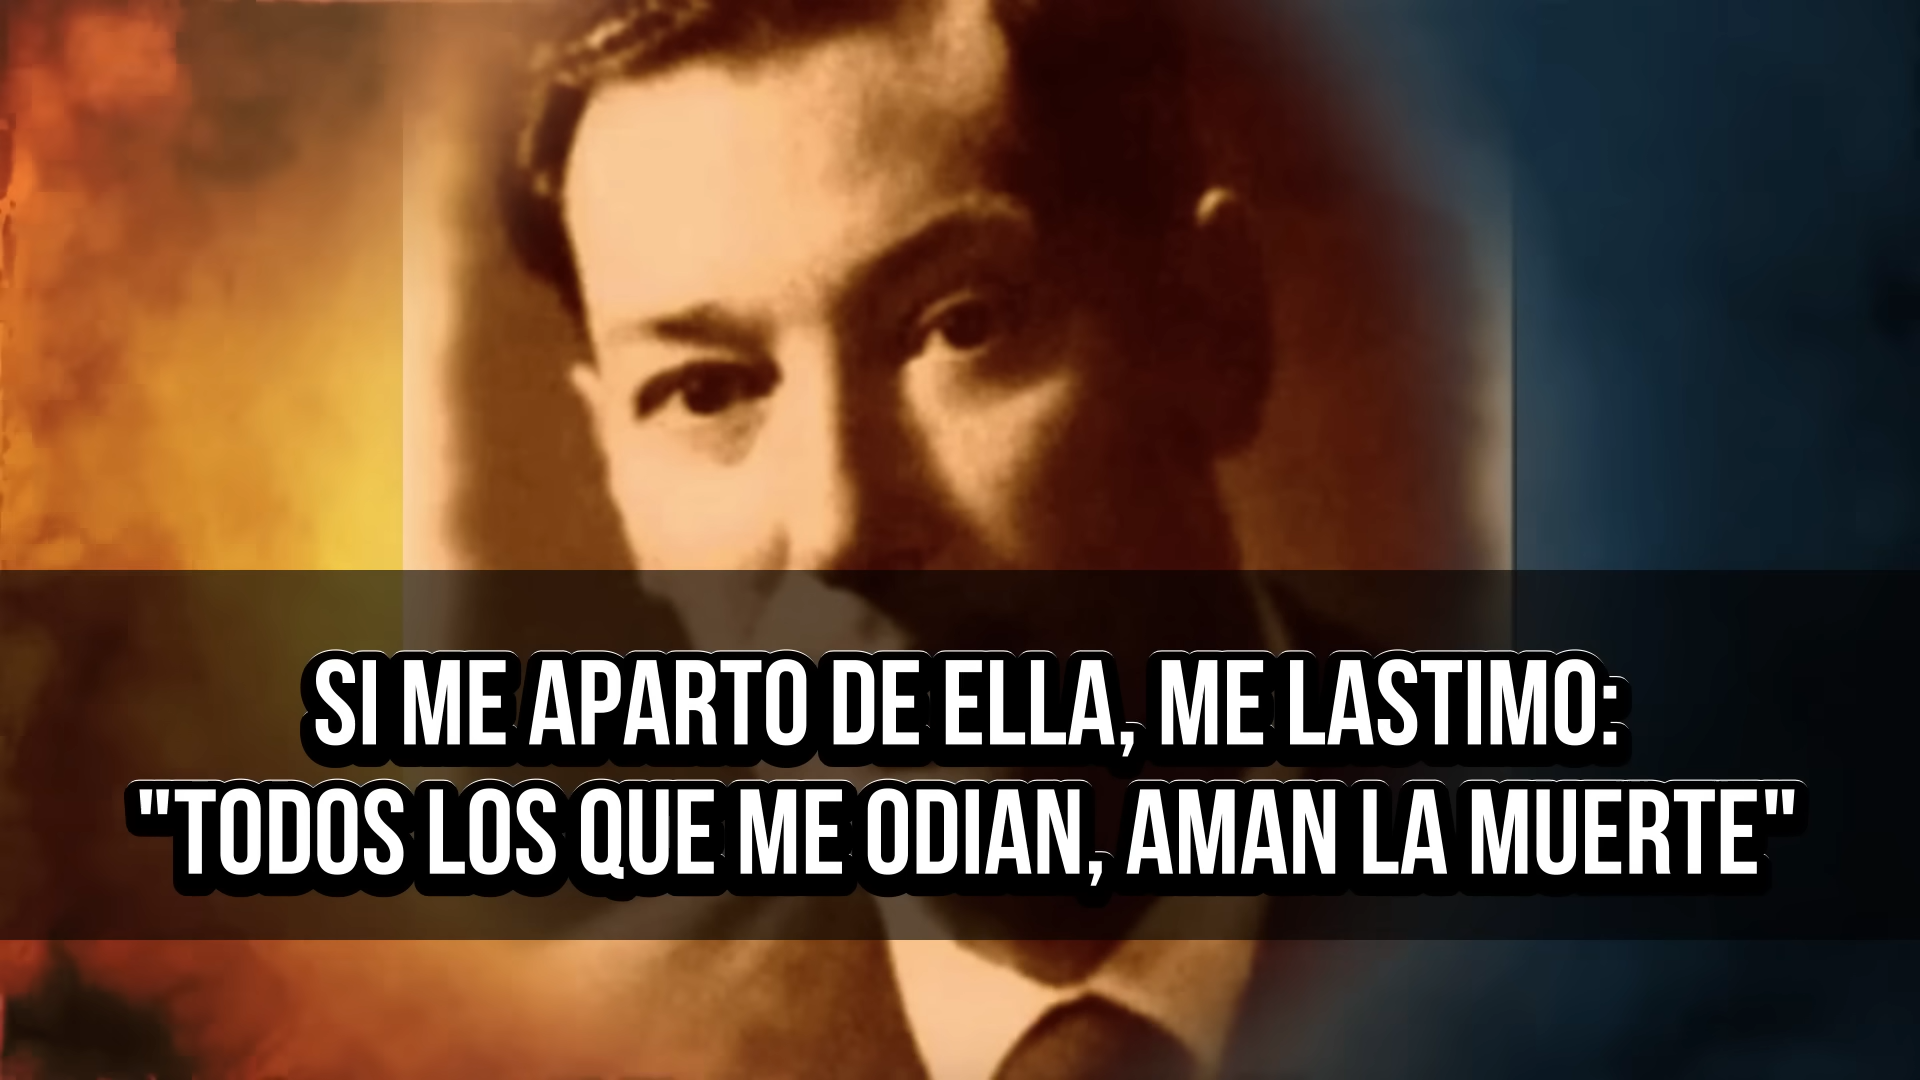 SI ME APARTO DE ELLA, ME LASTIMO:
"TODOS LOS QUE ME ODIAN, AMAN LA MUERTE"